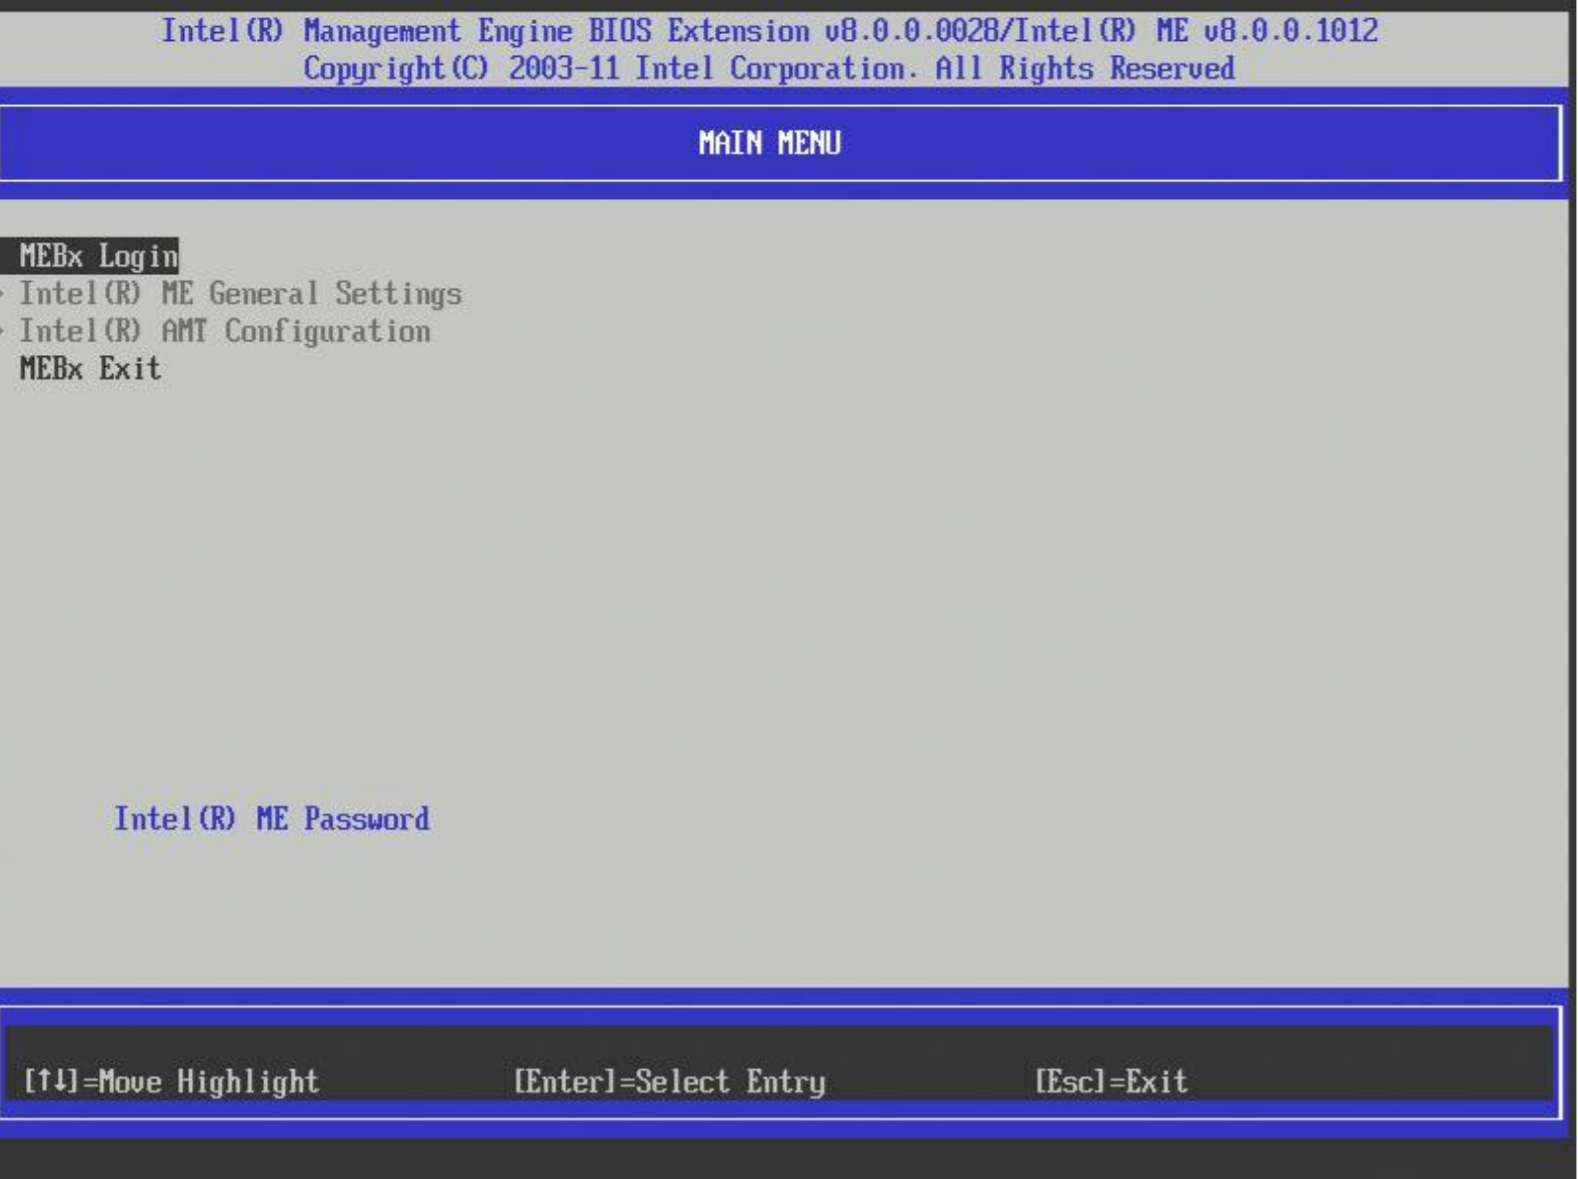 Intel(R) Management Engine BIOS Extension v8.0.0.0028/Intel(R) ME v8.0.0.1012
Copyright(C) 2003-11 Intel Corporation. All Rights Reserved
MAIN MENU
MEBx Login
Intel(R) ME General Settings
Intel(R) AMT Configuration
MEBx Exit
Intel(R) ME Password
[↑↓]=Move Highlight [Enter]=Select Entry [Esc]=Exit